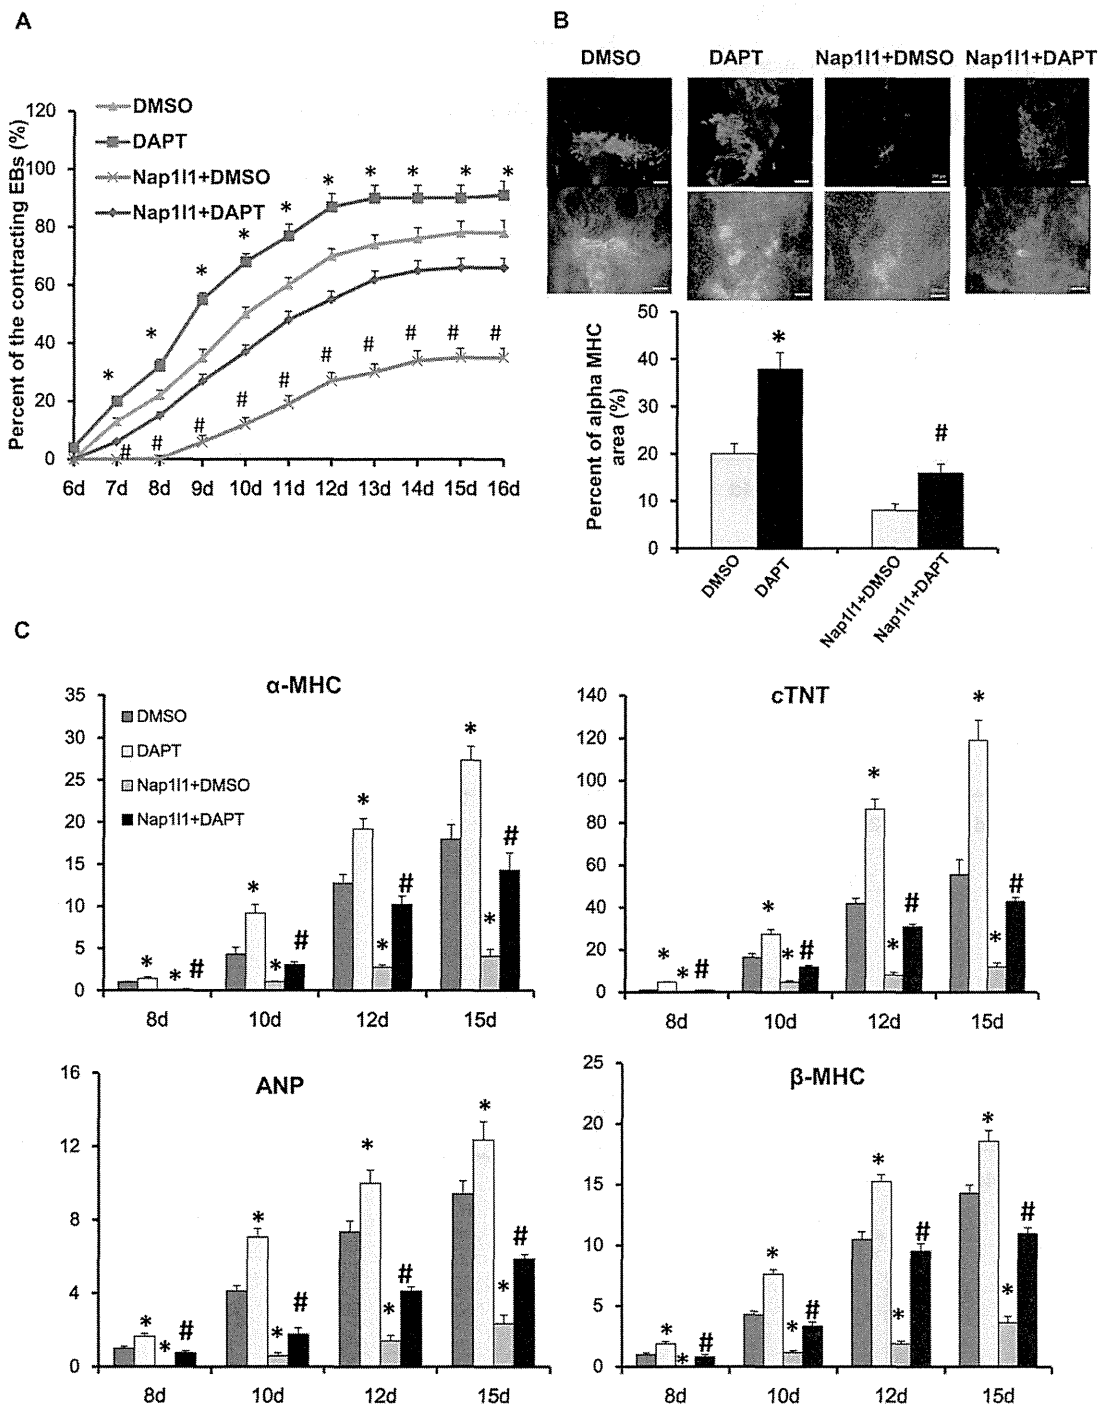 A
Percent of the contracting EBs (%)
120
100
80
60
40
20
0
DMSO
DAPT
Nap1l1+DMSO
Nap1l1+DAPT
* * * * * * * * * *
# # # # # # # # # #
6d 7d 8d 9d 10d 11d 12d 13d 14d 15d 16d
B
DMSO DAPT Nap1l1+DMSO Nap1l1+DAPT
Percent of alpha MHC
area (%)
50
40
30
20
10
0
* #
DMSO
DAPT
Nap1l1+DMSO
Nap1l1+DAPT
C
α-MHC
35
30
25
20
15
10
5
0
DMSO
DAPT
Nap1l1+DMSO
Nap1l1+DAPT
* * # * * # * * # * * #
8d 10d 12d 15d
cTNT
140
120
100
80
60
40
20
0
* * # * * # * * # * * #
8d 10d 12d 15d
ANP
16
12
8
4
0
* * # * * # * * # * * #
8d 10d 12d 15d
β-MHC
25
20
15
10
5
0
* * # * * # * * # * * #
8d 10d 12d 15d